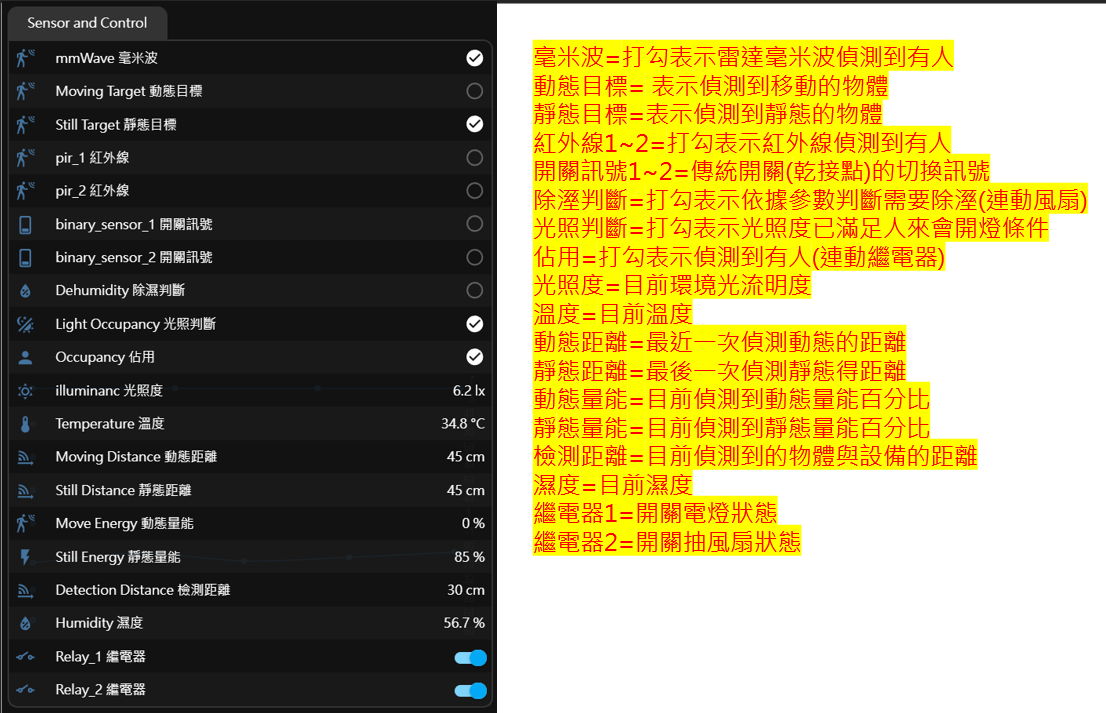 Sensor and Control
mmWave 毫米波
Moving Target 動態目標
Still Target 靜態目標
pir_1 紅外線
pir_2 紅外線
binary_sensor_1 開關訊號
binary_sensor_2 開關訊號
Dehumidity 除濕判斷
Light Occupancy 光照判斷
Occupancy 佔用
illuminanc 光照度 6.2 lx
Temperature 溫度 34.8 °C
Moving Distance 動態距離 45 cm
Still Distance 靜態距離 45 cm
Move Energy 動態量能 0 %
Still Energy 靜態量能 85 %
Detection Distance 檢測距離 30 cm
Humidity 濕度 56.7 %
Relay_1 繼電器
Relay_2 繼電器
毫米波=打勾表示雷達毫米波偵測到有人
動態目標= 表示偵測到移動的物體
靜態目標=表示偵測到靜態的物體
紅外線1~2=打勾表示紅外線偵測到有人
開關訊號1~2=傳統開關(乾接點)的切換訊號
除溼判斷=打勾表示依據參數判斷需要除溼(連動風扇)
光照判斷=打勾表示光照度已滿足人來會開燈條件
佔用=打勾表示偵測到有人(連動繼電器)
光照度=目前環境光流明度
溫度=目前溫度
動態距離=最近一次偵測動態的距離
靜態距離=最後一次偵測靜態得距離
動態量能=目前偵測到動態量能百分比
靜態量能=目前偵測到靜態量能百分比
檢測距離=目前偵測到的物體與設備的距離
濕度=目前濕度
繼電器1=開關電燈狀態
繼電器2=開關抽風扇狀態